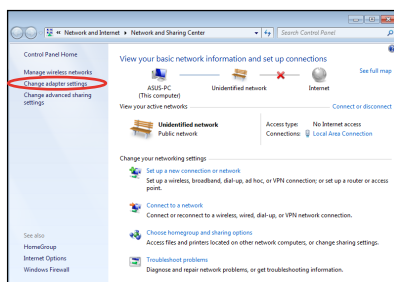 « Network and Internet ▸ Network and Sharing Center
Search Control Panel
Control Panel Home
Manage wireless networks
Change adapter settings
Change advanced sharing
settings
See also
HomeGroup
Internet Options
Windows Firewall
View your basic network information and set up connections
See full map
ASUS-PC
(This computer)
Unidentified network
Internet
View your active networks
Connect or disconnect
Unidentified network
Public network
Access type: No Internet access
Connections: Local Area Connection
Change your networking settings
Set up a new connection or network
Set up a wireless, broadband, dial-up, ad hoc, or VPN connection; or set up a router or access
point.
Connect to a network
Connect or reconnect to a wireless, wired, dial-up, or VPN network connection.
Choose homegroup and sharing options
Access files and printers located on other network computers, or change sharing settings.
Troubleshoot problems
Diagnose and repair network problems, or get troubleshooting information.